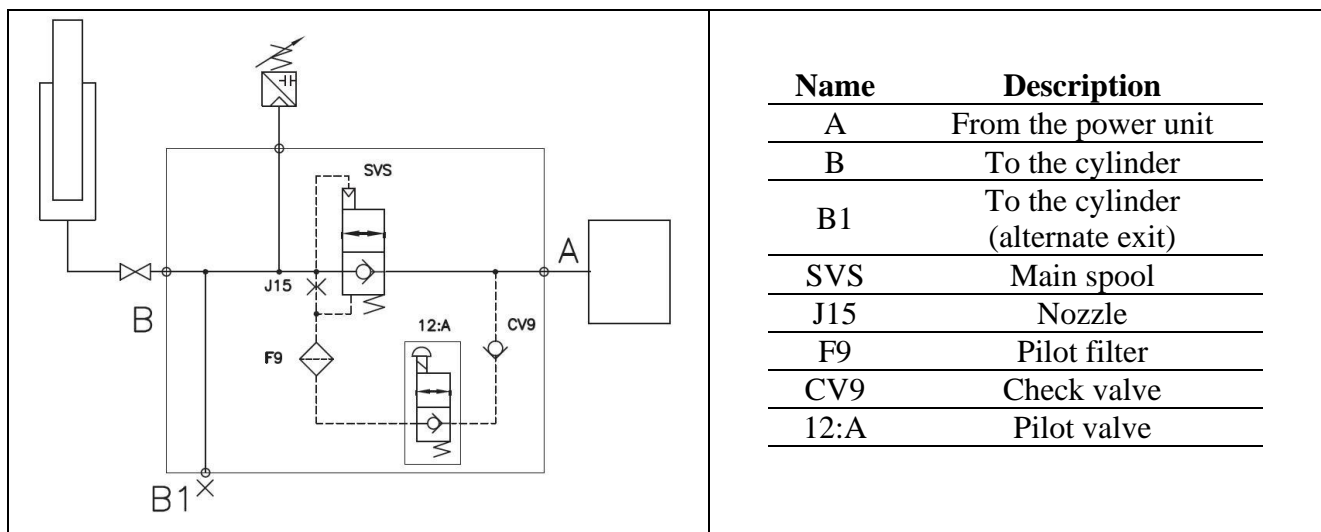 SVS
A
J15
B
12:A
CV9
F9
B1
Name Description
A From the power unit
B To the cylinder
B1 To the cylinder
(alternate exit)
SVS Main spool
J15 Nozzle
F9 Pilot filter
CV9 Check valve
12:A Pilot valve